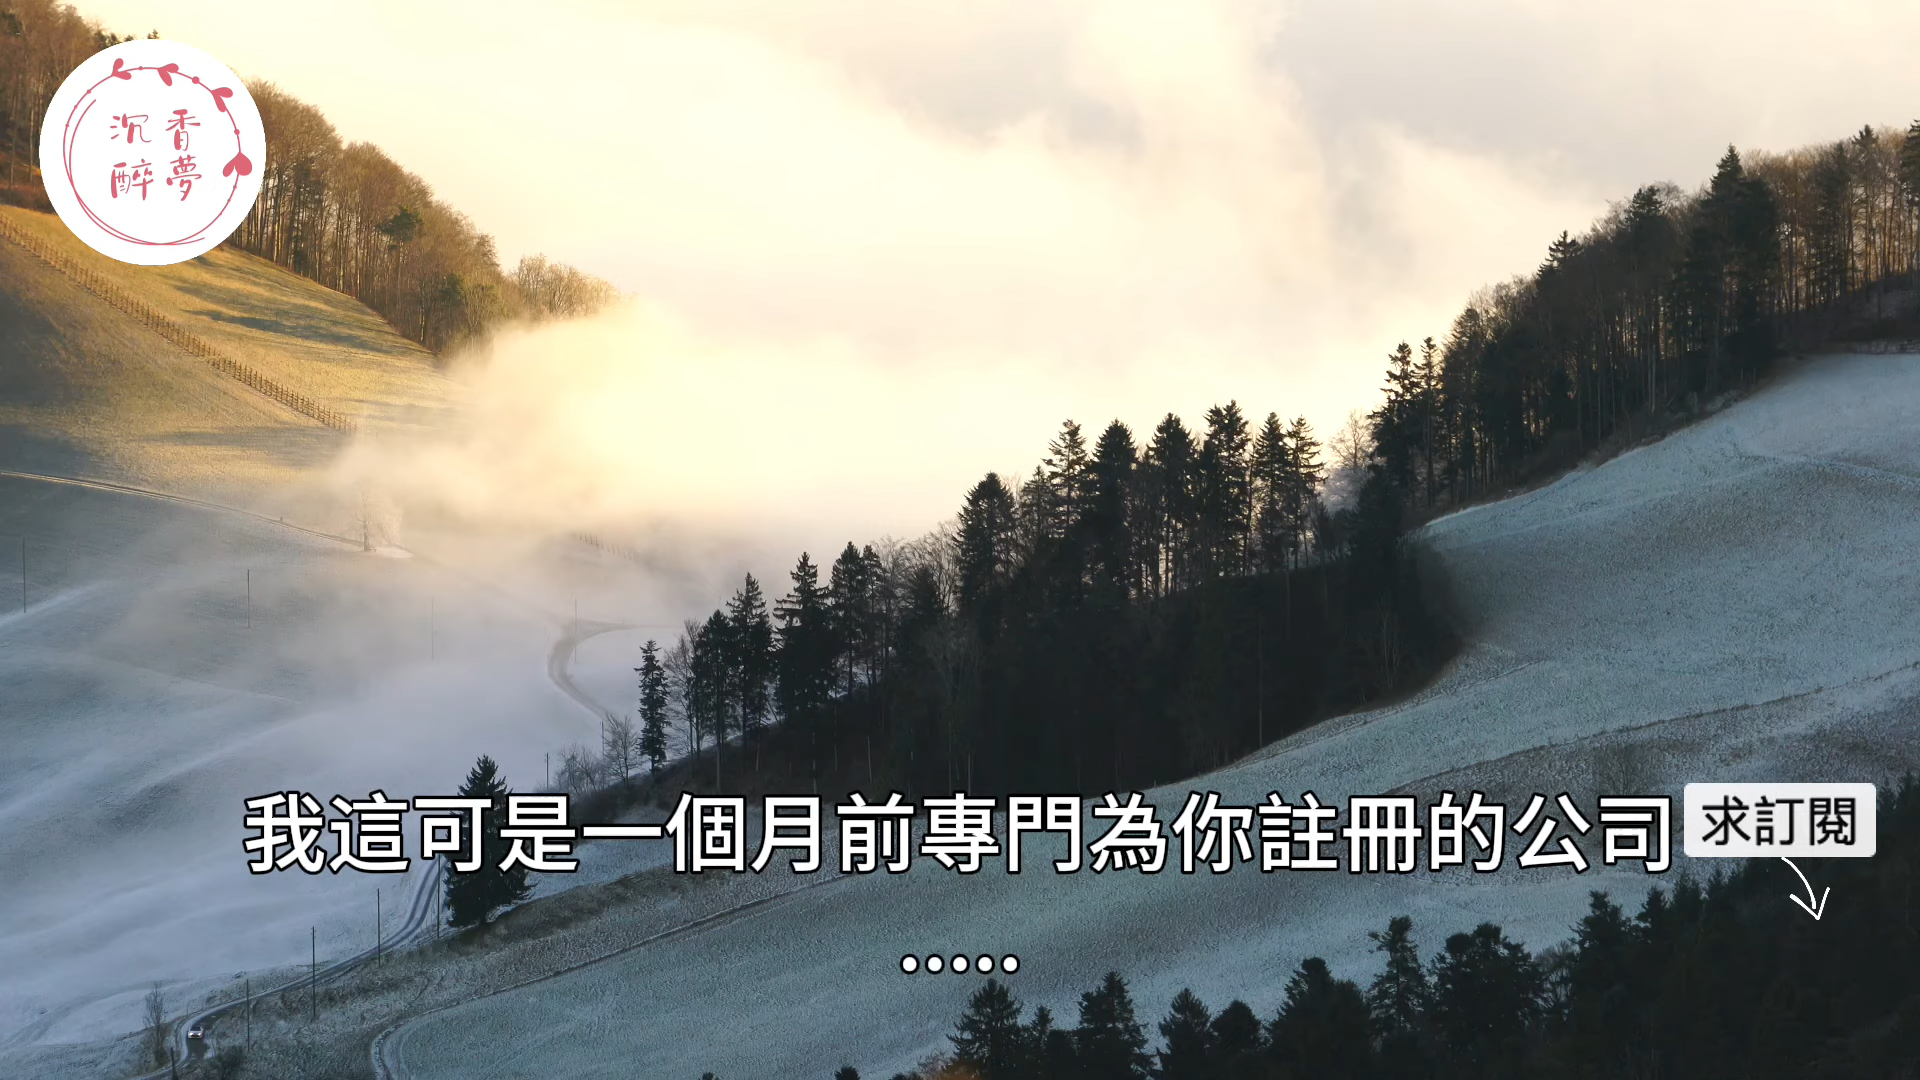 沉香
醉夢
我這可是一個月前專門為你註冊的公司
求訂閱
.....